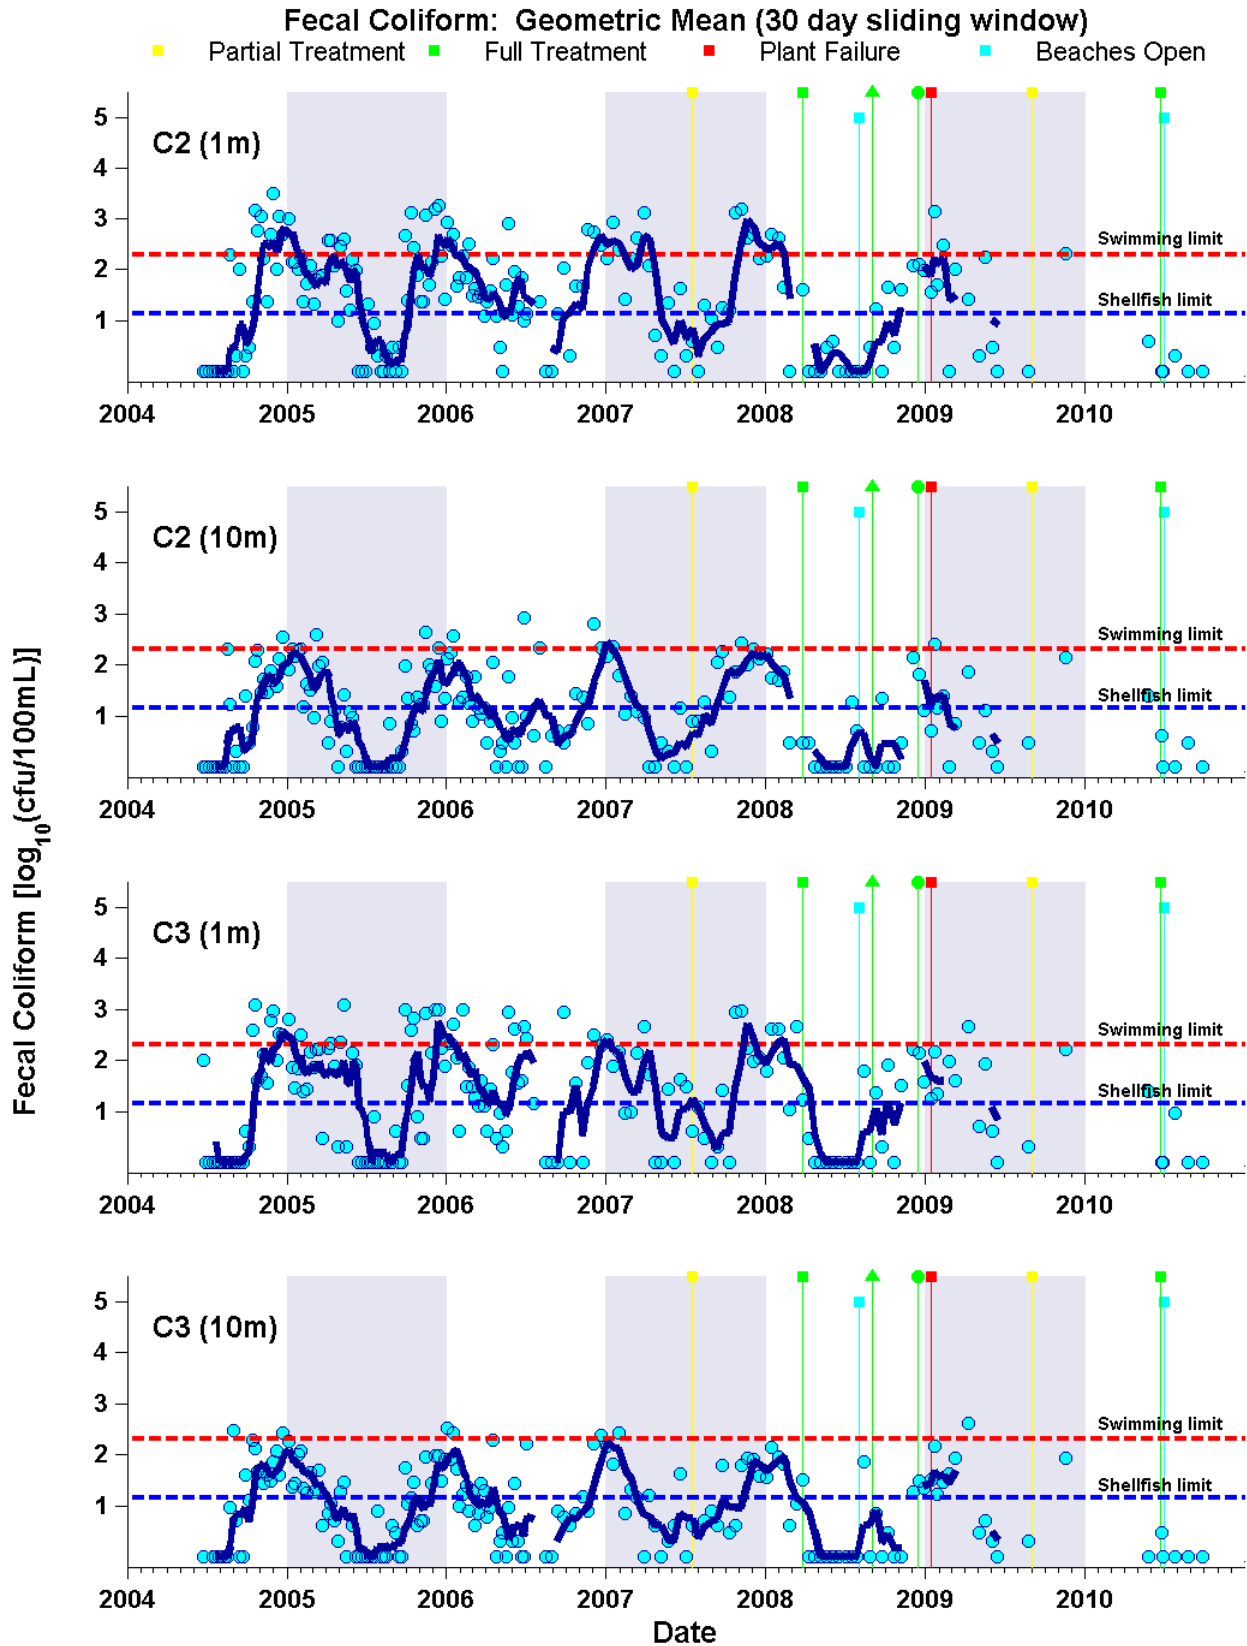 Fecal Coliform: Geometric Mean (30 day sliding window)
Partial Treatment Full Treatment Plant Failure Beaches Open
C2 (1m)
5
4
3
2
1
Swimming limit
Shellfish limit
2004 2005 2006 2007 2008 2009 2010
C2 (10m)
5
4
3
2
1
Swimming limit
Shellfish limit
2004 2005 2006 2007 2008 2009 2010
Fecal Coliform [log10(cfu/100mL)]
C3 (1m)
5
4
3
2
1
Swimming limit
Shellfish limit
2004 2005 2006 2007 2008 2009 2010
C3 (10m)
5
4
3
2
1
Swimming limit
Shellfish limit
2004 2005 2006 2007 2008 2009 2010
Date